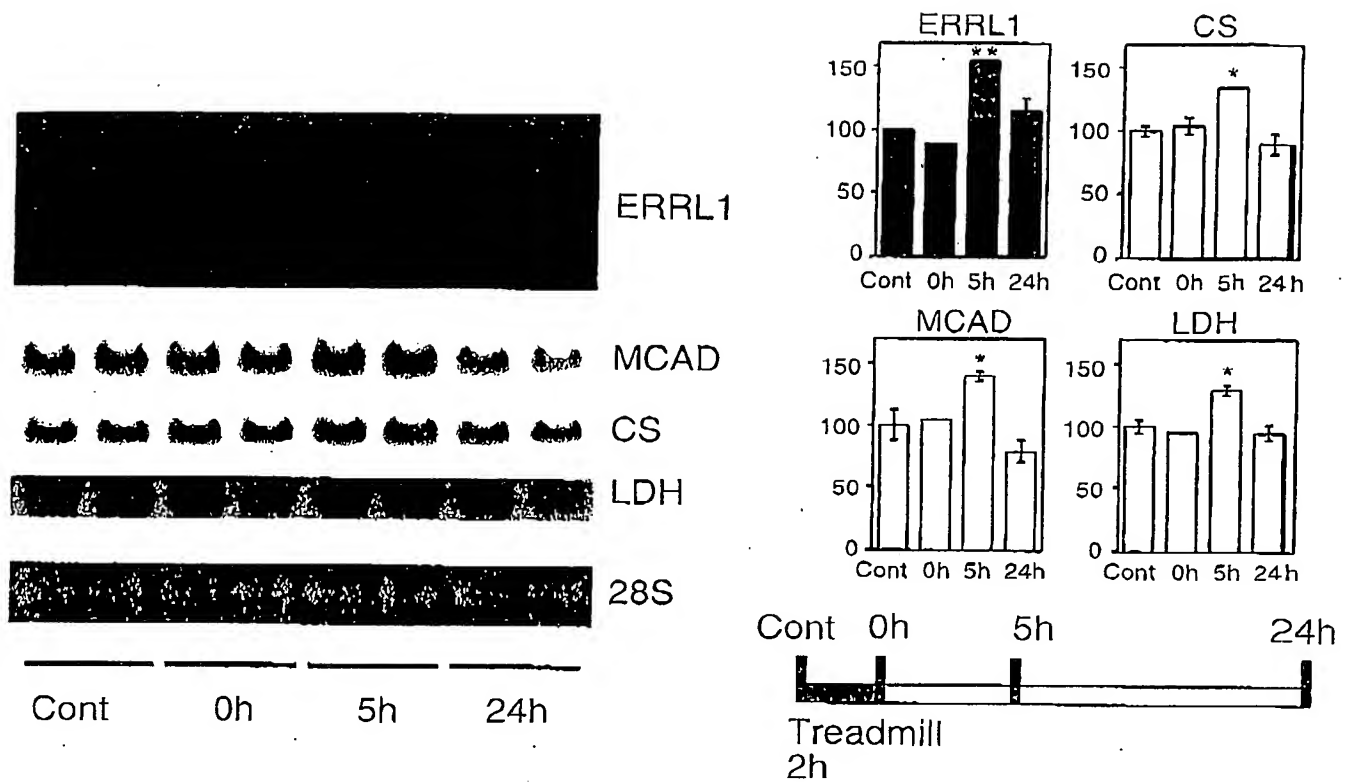 ERRL1
MCAD
CS
LDH
28S
Cont 0h 5h 24h
ERRL1
**
150
100
50
0
Cont 0h 5h 24h
CS
*
150
100
50
0
Cont 0h 5h 24h
MCAD
*
150
100
50
0
Cont 0h 5h 24h
LDH
*
150
100
50
0
Cont 0h 5h 24h
Cont 0h 5h 24h
Treadmill
2h